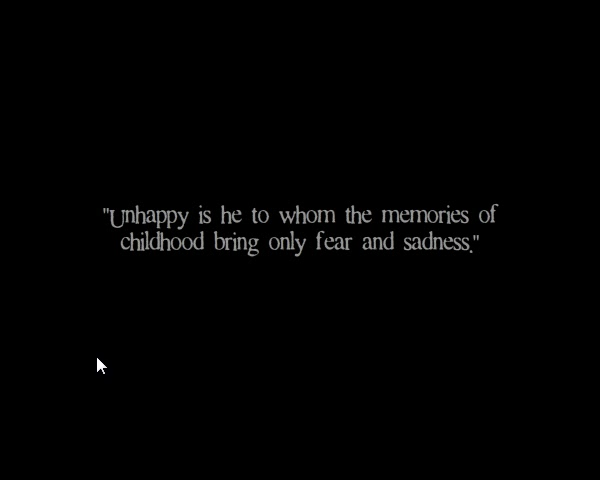 "Unhappy is he to whom the memories of
childhood bring only fear and sadness."